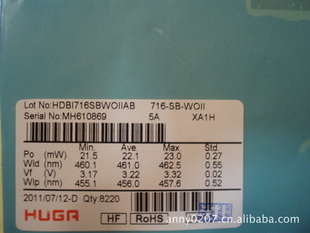 Lot No:HDBI716SBWOIIAB 716-SB-WOII
Serial No:MH610869 5A XA1H
Min. Ave. Max. Std.
Po (mW) 21.5 22.1 23.0 0.27
Wld (nm) 460.1 461.0 462.5 0.55
Vf (V) 3.17 3.22 3.32 0.02
Wlp (nm) 455.1 456.0 457.6 0.52
2011/07/12-D Qty:8220
HUGA HF RoHS
anny0207.cn.alibaba.com